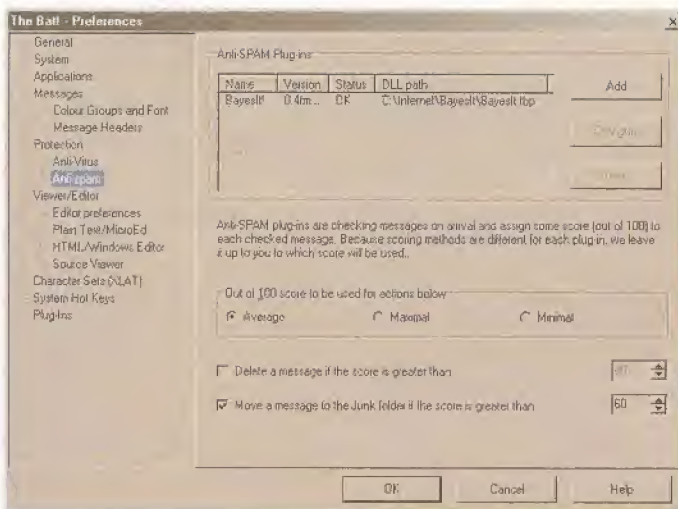 The Bat! - Preferences
General
System
Applications
Messages
Colour Groups and Font
Message Headers
Protection
Anti-Virus
Anti-spam
Viewer/Editor
Editor preferences
Plain Text/MicroEd
HTML/Windows Editor
Source Viewer
Character Sets (XLAT)
System Hot Keys
Plug-Ins
Anti-SPAM Plug-ins
Name Version Status DLL path
BayesIt! 0.4m... OK C:\Internet\BayesIt\BayesIt.tbp
Add
Anti-SPAM plug-ins are checking messages on arrival and assign some score (out of 100) to
each checked message. Because scoring methods are different for each plug-in, we leave
it up to you to which score will be used..
Out of 100 score to be used for actions below
Average Maximal Minimal
Delete a message if the score is greater than
Move a message to the Junk folder if the score is greater than 60
OK Cancel Help